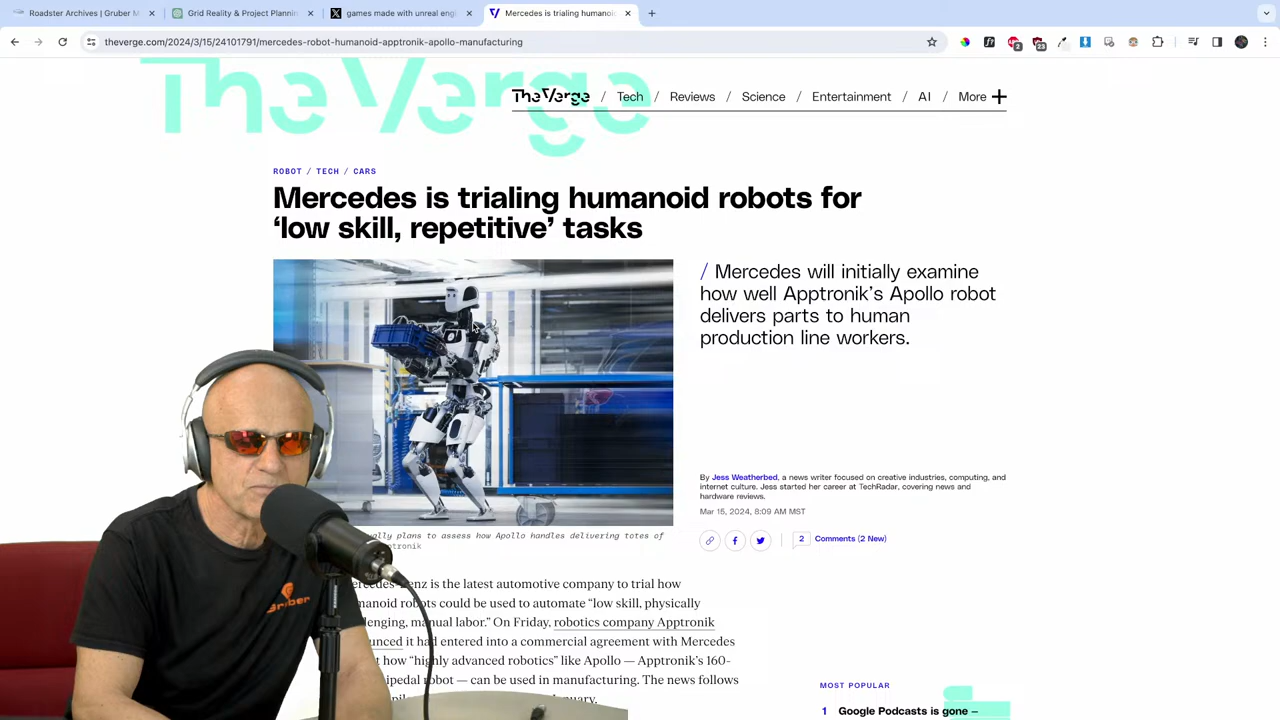 Roadster Archives | Gruber M
Grid Reality & Project Plannin
games made with unreal engi
Mercedes is trialing humanoi
theverge.com/2024/3/15/24101791/mercedes-robot-humanoid-apptronik-apollo-manufacturing
2
23
The Verge
The Verge / Tech / Reviews / Science / Entertainment / AI / More
ROBOT / TECH / CARS
Mercedes is trialing humanoid robots for
‘low skill, repetitive’ tasks
/ Mercedes will initially examine
how well Apptronik’s Apollo robot
delivers parts to human
production line workers.
By Jess Weatherbed, a news writer focused on creative industries, computing, and
internet culture. Jess started her career at TechRadar, covering news and
hardware reviews.
Mar 15, 2024, 8:09 AM MST
2 Comments (2 New)
plans to assess how Apollo handles delivering totes of
Gruber
is the latest automotive company to trial how
robots could be used to automate “low skill, physically
manual labor.” On Friday, robotics company Apptronik
it had entered into a commercial agreement with Mercedes
how “highly advanced robotics” like Apollo — Apptronik’s 160-
robot — can be used in manufacturing. The news follows
MOST POPULAR
1 Google Podcasts is gone —